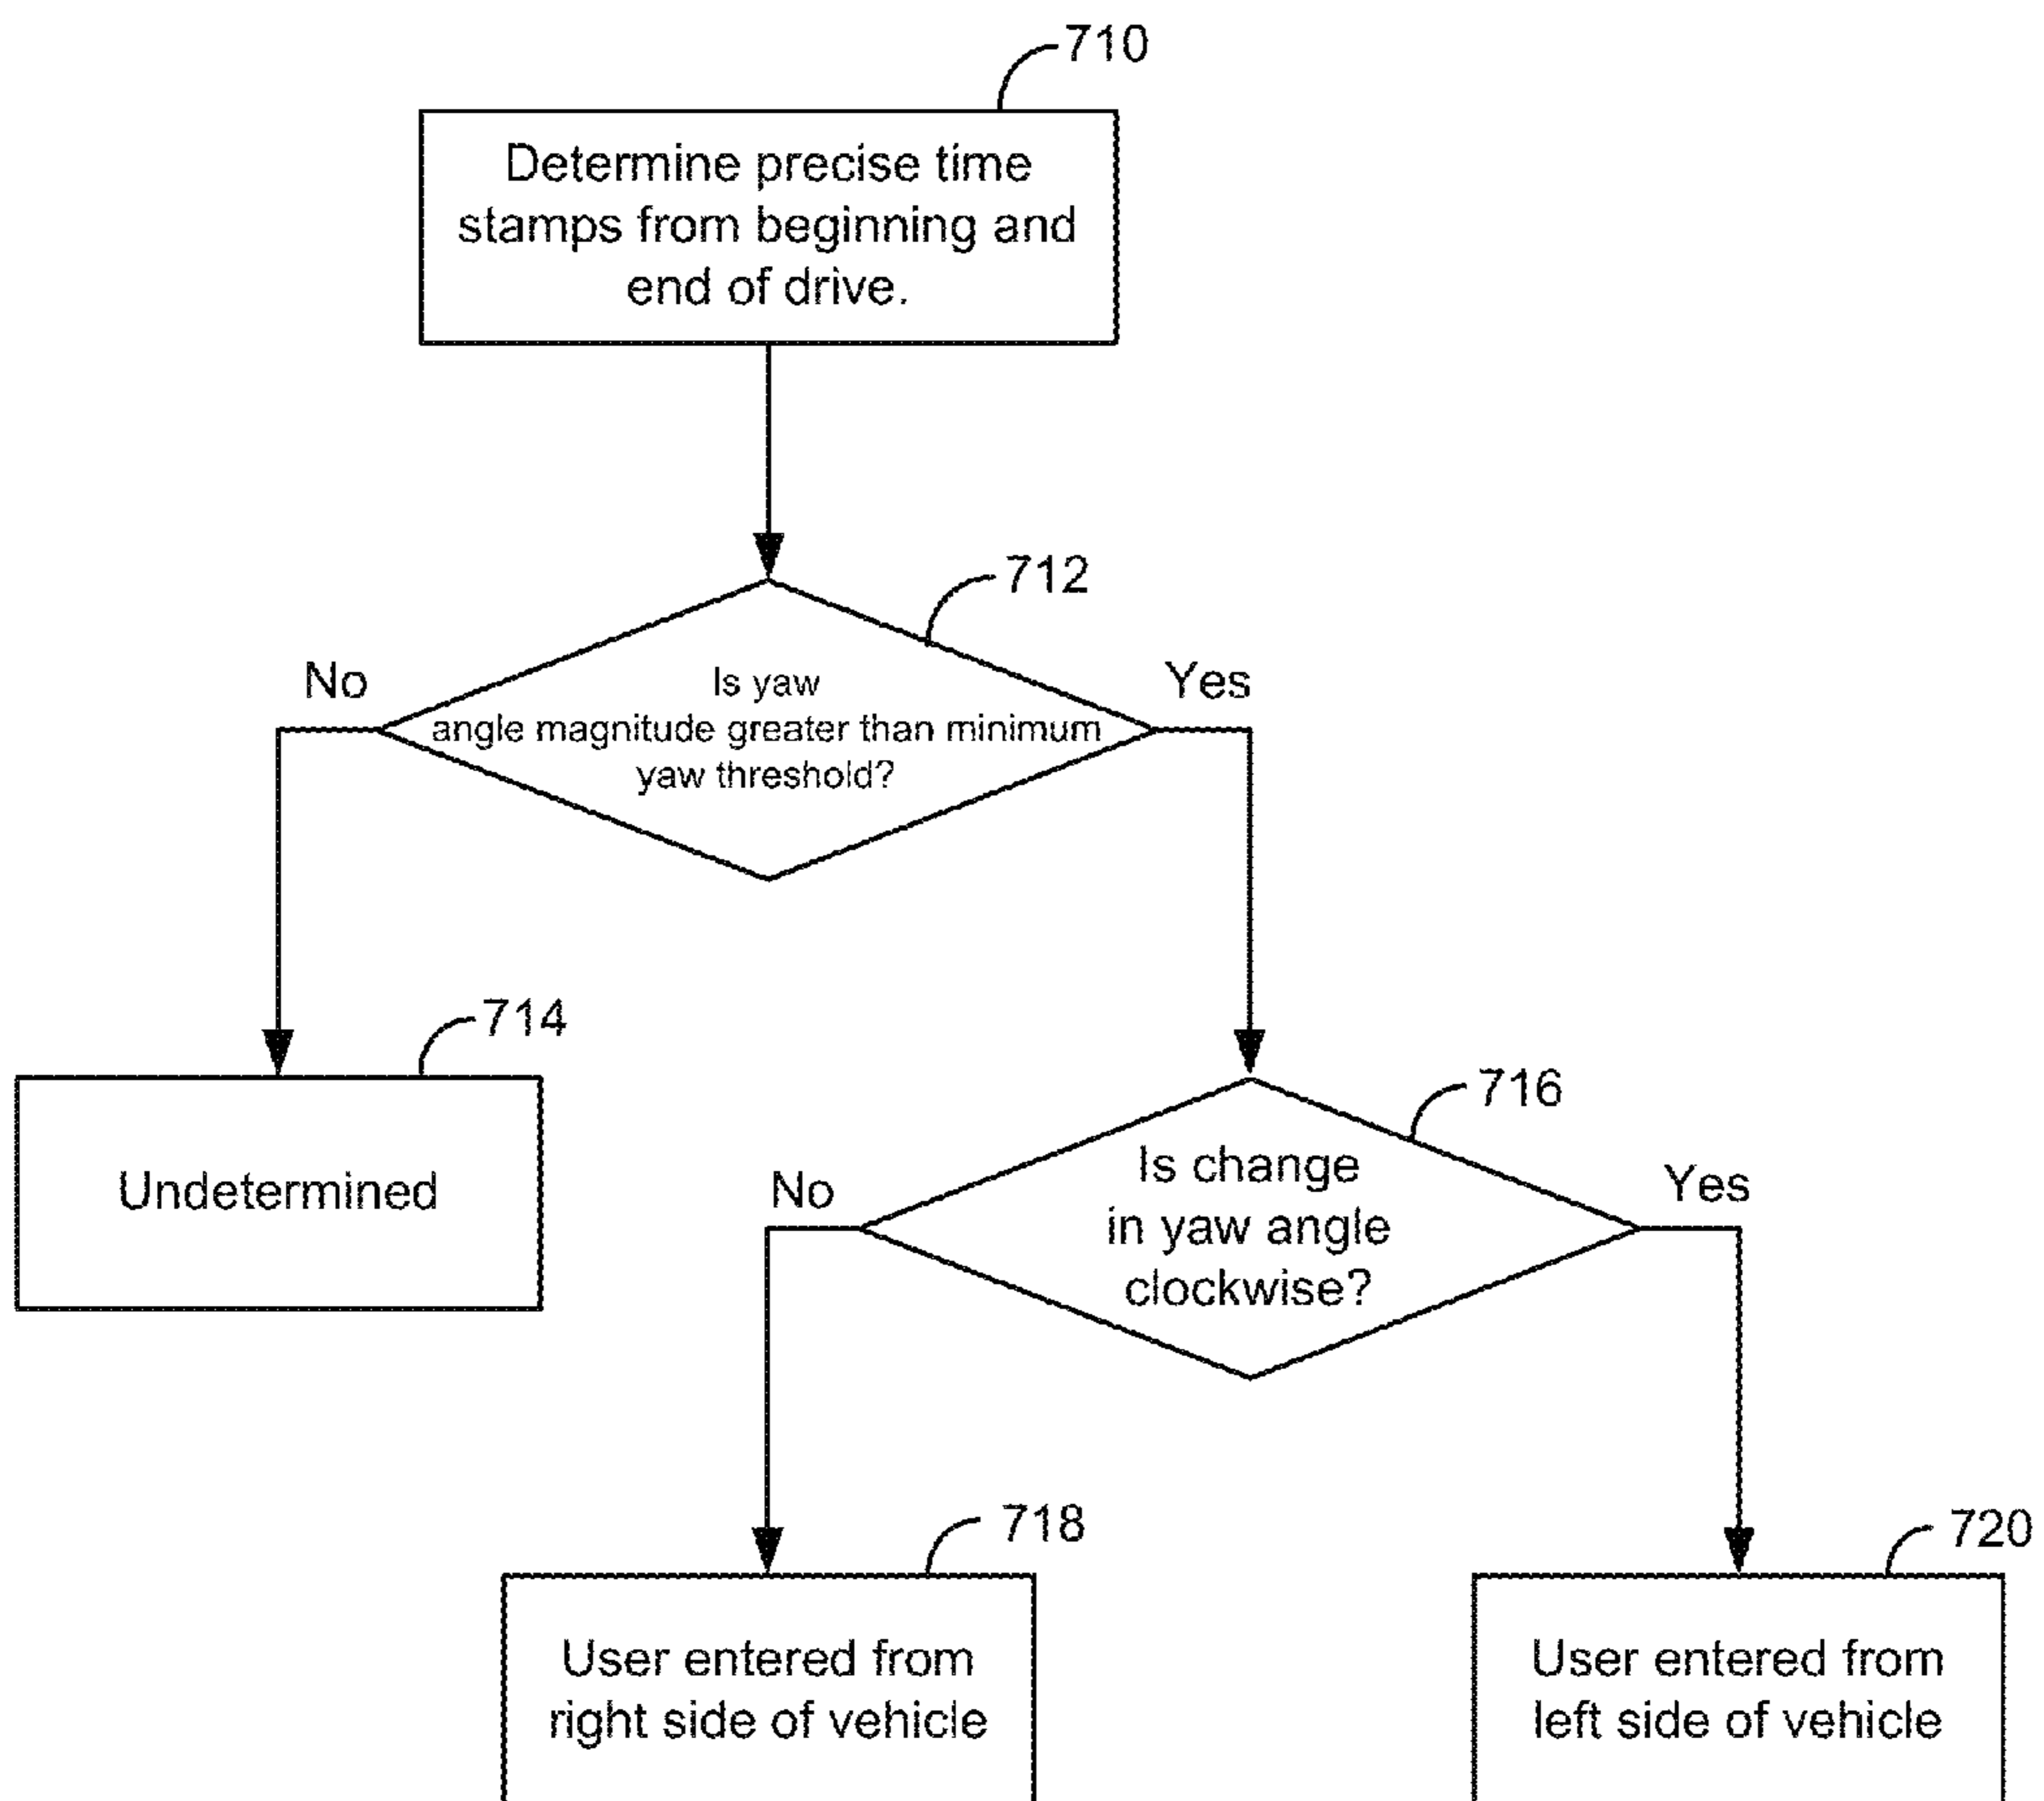 710
Determine precise time
stamps from beginning and
end of drive.
712
No
Yes
Is yaw
angle magnitude greater than minimum
yaw threshold?
714
Undetermined
716
No
Yes
Is change
in yaw angle
clockwise?
718
User entered from
right side of vehicle
720
User entered from
left side of vehicle